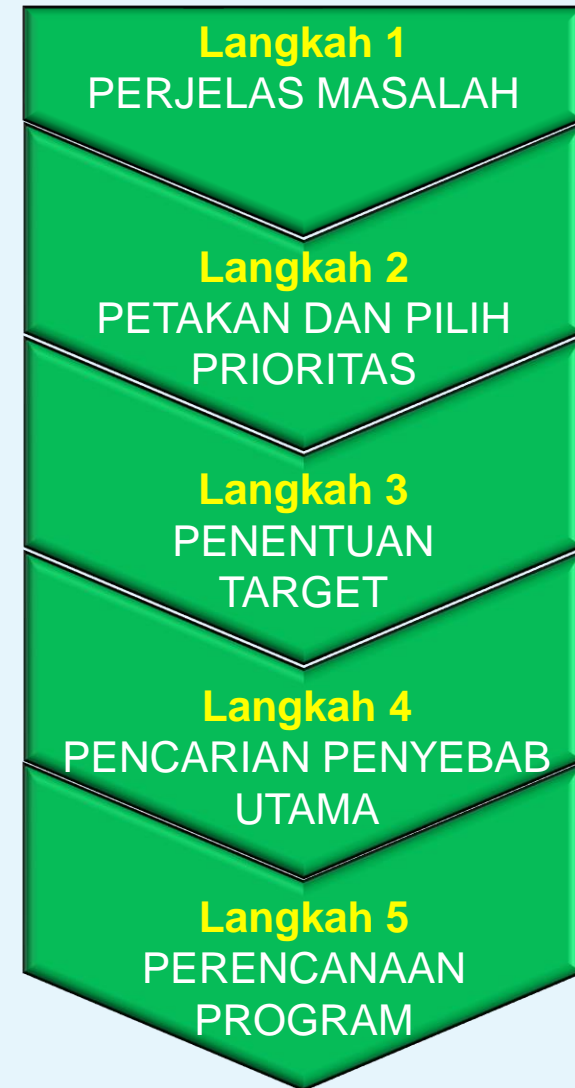 Langkah 1
PERJELAS MASALAH
Langkah 2
PETAKAN DAN PILIH
PRIORITAS
Langkah 3
PENENTUAN
TARGET
Langkah 4
PENCARIAN PENYEBAB
UTAMA
Langkah 5
PERENCANAAN
PROGRAM